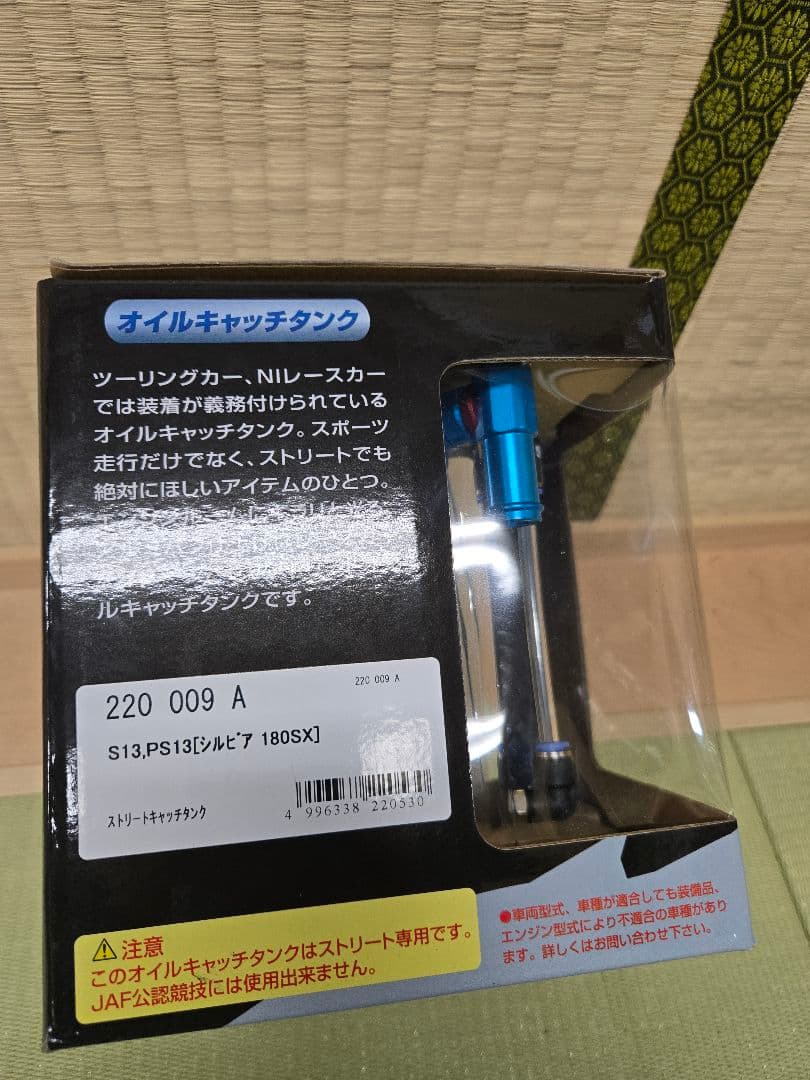 オイルキャッチタンク
ツーリングカー、NIレースカー
では装着が義務付けられている
オイルキャッチタンク。スポーツ
走行だけでなく、ストリートでも
絶対にほしいアイテムのひとつ。
ルキャッチタンクです。
220 009 A
220 009 A
S13,PS13[シルビア 180SX]
ストリートキャッチタンク
4 996338 220530
注意
このオイルキャッチタンクはストリート専用です。
JAF公認競技には使用出来ません。
●車両型式、車種が適合しても装備品、
エンジン型式により不適合の車種があり
ます。詳しくはお問い合わせ下さい。